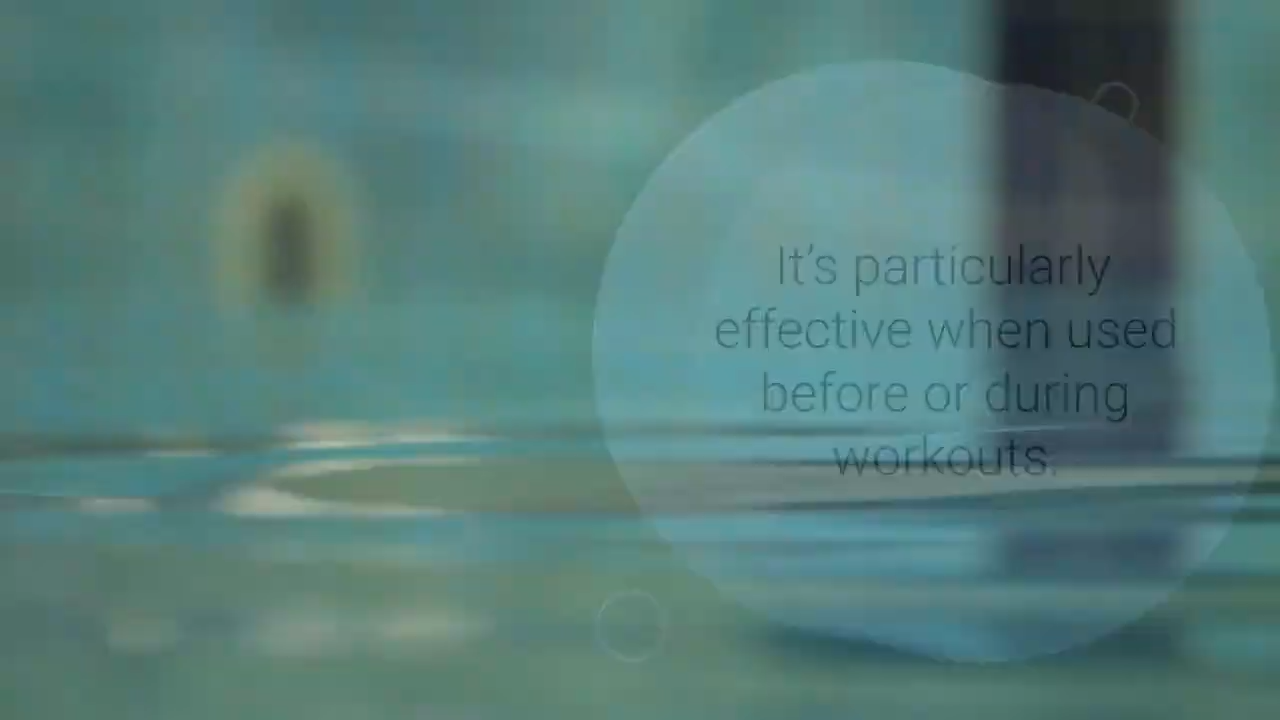 It’s particularly
effective when used
before or during
workouts.